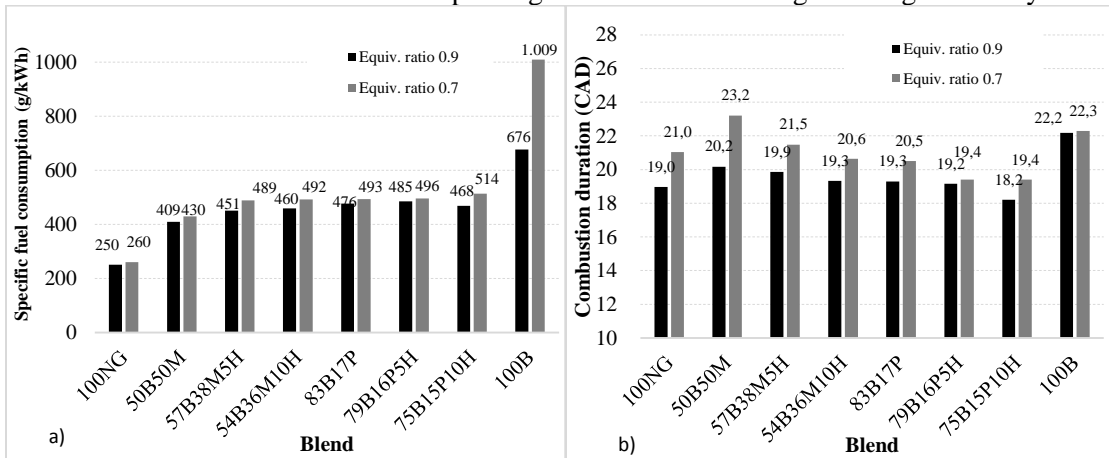 Specific fuel consumption (g/kWh)
1000
800
600
400
200
0
Equiv. ratio 0.9
Equiv. ratio 0.7
250
260
409
430
451
489
460
492
476
493
485
496
468
514
676
1.009
100NG
50B50M
57B38M5H
54B36M10H
83B17P
79B16P5H
75B15P10H
100B
a)
Blend
Combustion duration (CAD)
28
26
24
22
20
18
16
14
12
10
Equiv. ratio 0.9
Equiv. ratio 0.7
19,0
21,0
20,2
23,2
19,9
21,5
19,3
20,6
19,3
20,5
19,2
19,4
18,2
19,4
22,2
22,3
100NG
50B50M
57B38M5H
54B36M10H
83B17P
79B16P5H
75B15P10H
100B
b)
Blend